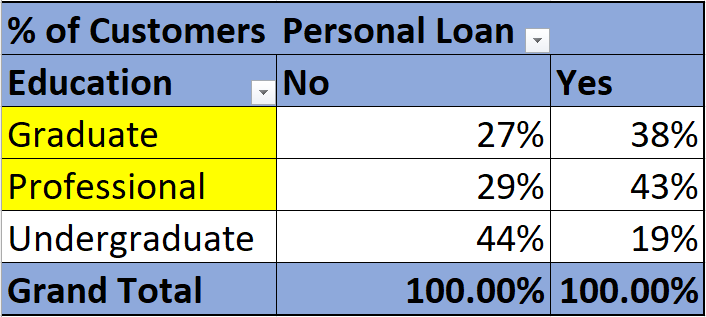 % of Customers Personal Loan
Education No Yes
Graduate 27% 38%
Professional 29% 43%
Undergraduate 44% 19%
Grand Total 100.00% 100.00%